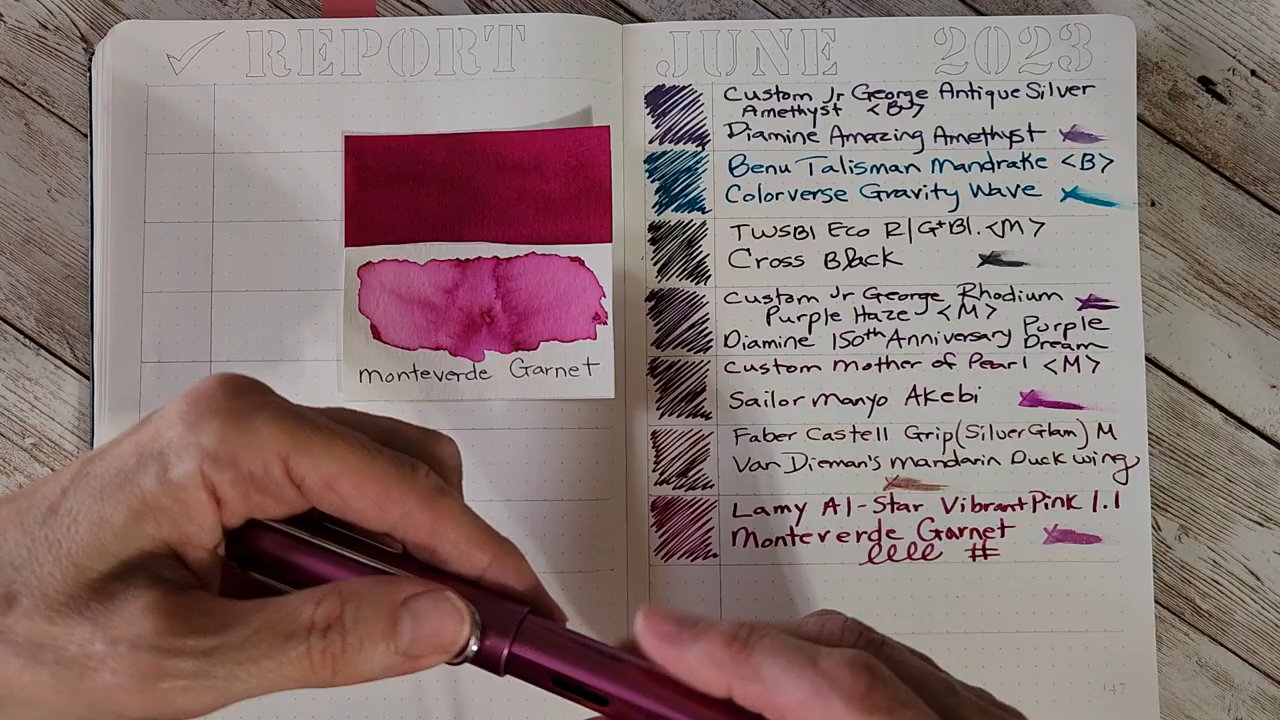 REPORT
monteverde Garnet
JUNE 2023
Custom Jr George Antique Silver
Amethyst <B>
Diamine Amazing Amethyst
Benu Talisman Mandrake <B>
Colorverse Gravity Wave
TWSBI Eco R/G+Bl. <M>
Cross Black
Custom Jr George Rhodium
Purple Haze <M>
Diamine 150th Anniversary Purple
Dream
Custom Mother of Pearl <M>
Sailor Manyo Akebi
Faber Castell Grip (Silver Glam) M
Van Dieman's Mandarin Duck wing
Lamy Al-Star Vibrant Pink 1.1
Monteverde Garnet
elele #
147